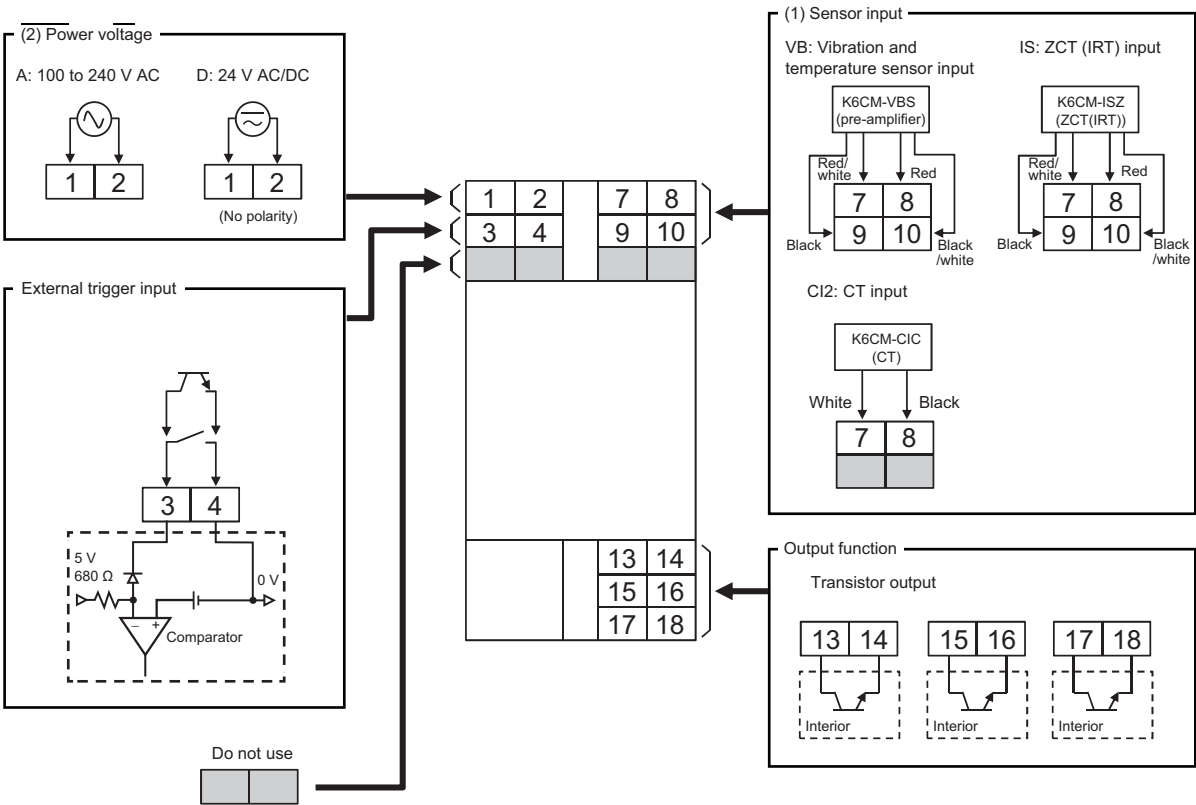 (2) Power voltage
A: 100 to 240 V AC
D: 24 V AC/DC
1 2
1 2
(No polarity)
External trigger input
3 4
5 V
680 Ω
0 V
– +
Comparator
Do not use
1 2 7 8
3 4 9 10
13 14
15 16
17 18
(1) Sensor input
VB: Vibration and
temperature sensor input
K6CM-VBS
(pre-amplifier)
Red/
white
Red
7 8
9 10
Black
Black
/white
IS: ZCT (IRT) input
K6CM-ISZ
(ZCT(IRT))
Red/
white
Red
7 8
9 10
Black
Black
/white
CI2: CT input
K6CM-CIC
(CT)
White
Black
7 8
Output function
Transistor output
13 14
15 16
17 18
Interior
Interior
Interior